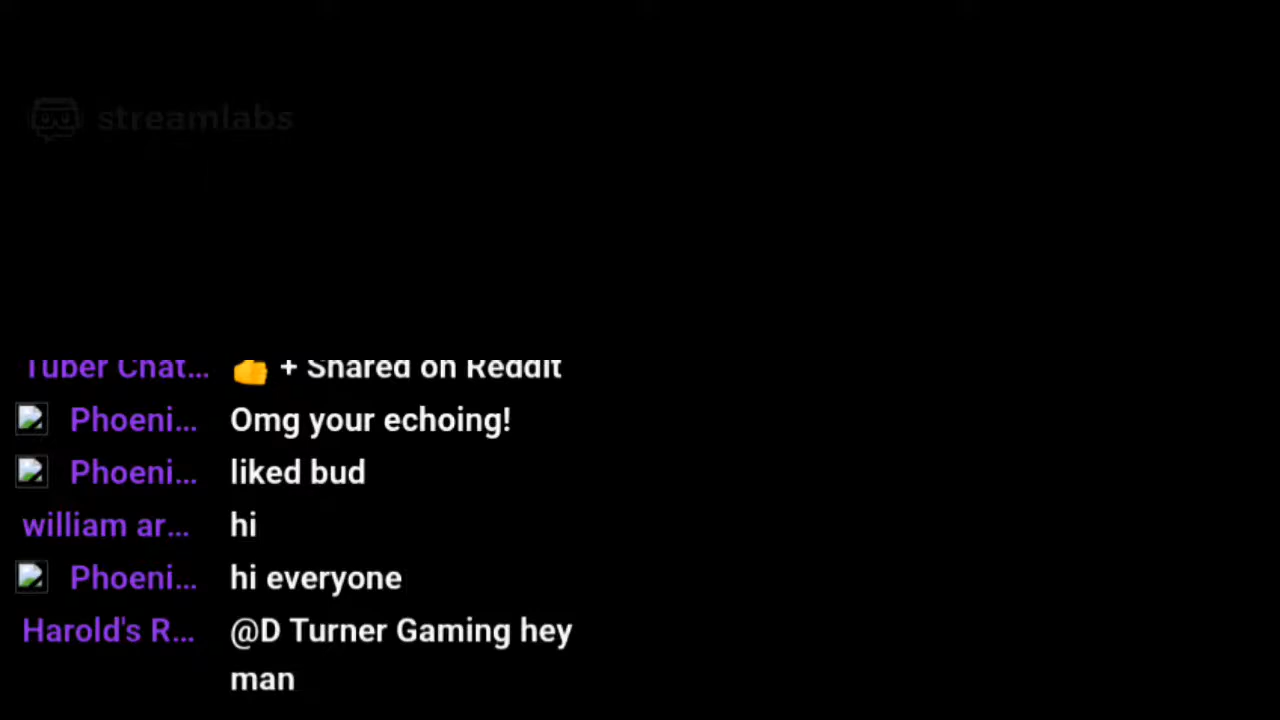 streamlabs
Tuber Chat... 👍 + Shared on Reddit
Phoeni... Omg your echoing!
Phoeni... liked bud
william ar... hi
Phoeni... hi everyone
Harold's R... @D Turner Gaming hey
man